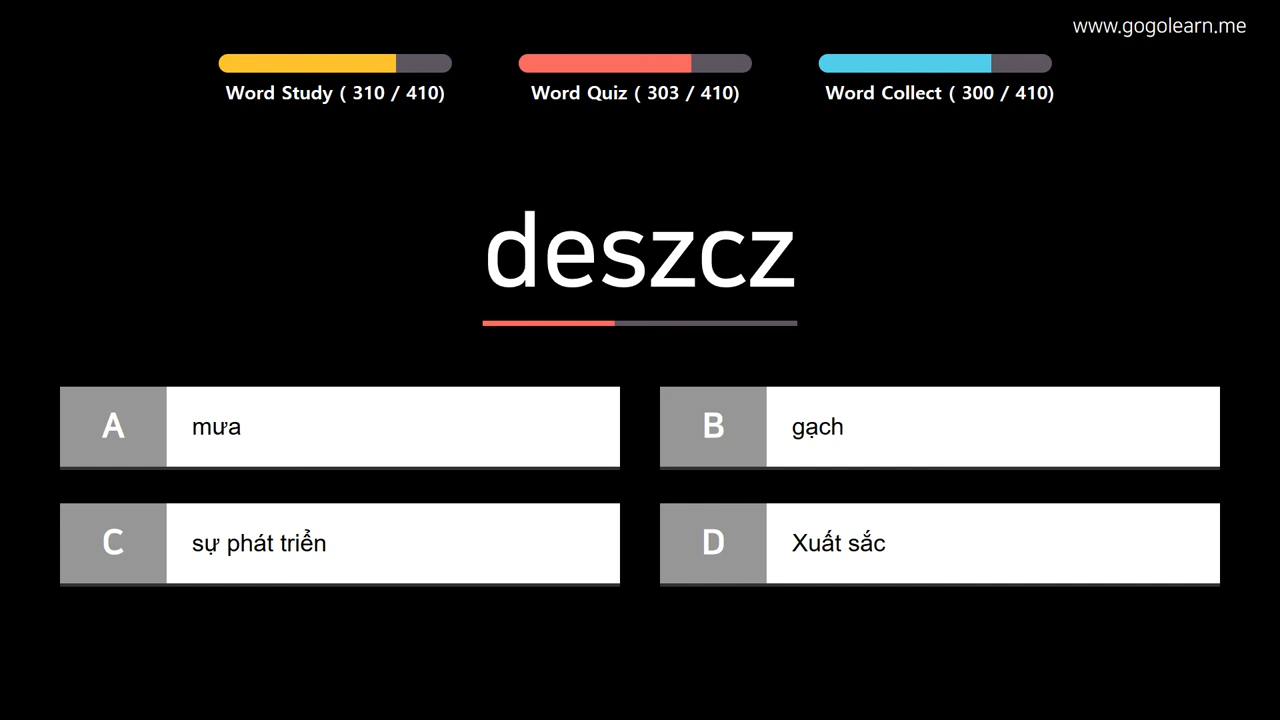 www.gogolearn.me
Word Study ( 310 / 410)
Word Quiz ( 303 / 410)
Word Collect ( 300 / 410)
deszcz
A
mưa
B
gạch
C
sự phát triển
D
Xuất sắc